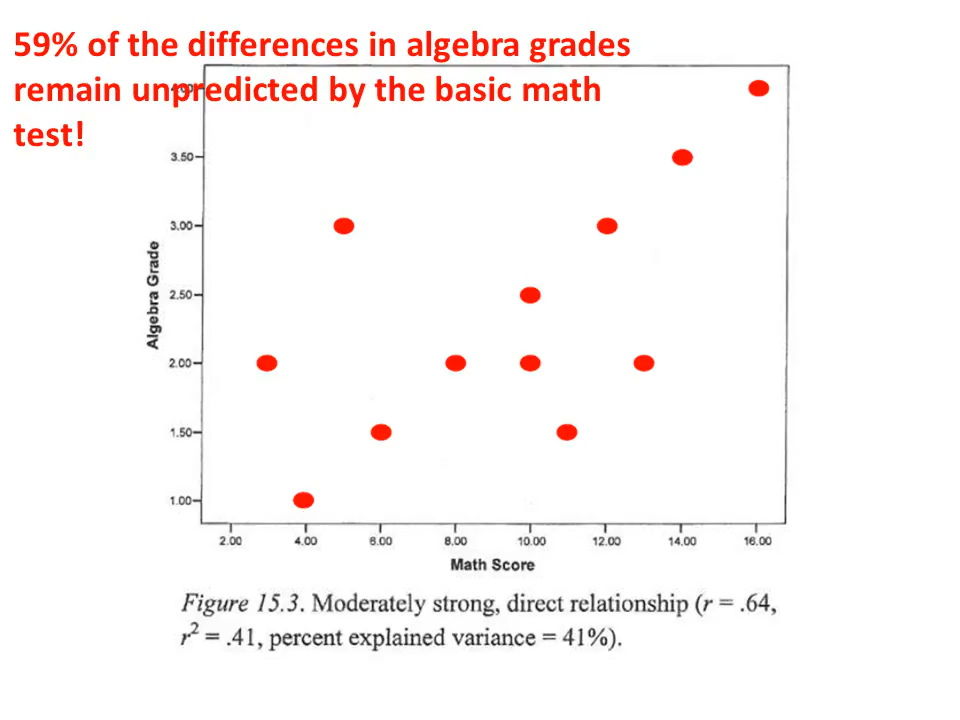 59% of the differences in algebra grades
remain unpredicted by the basic math
test!
4.00
3.50
3.00
2.50
2.00
1.50
1.00
Algebra Grade
2.00 4.00 6.00 8.00 10.00 12.00 14.00 16.00
Math Score
Figure 15.3. Moderately strong, direct relationship (r = .64,
r² = .41, percent explained variance = 41%).